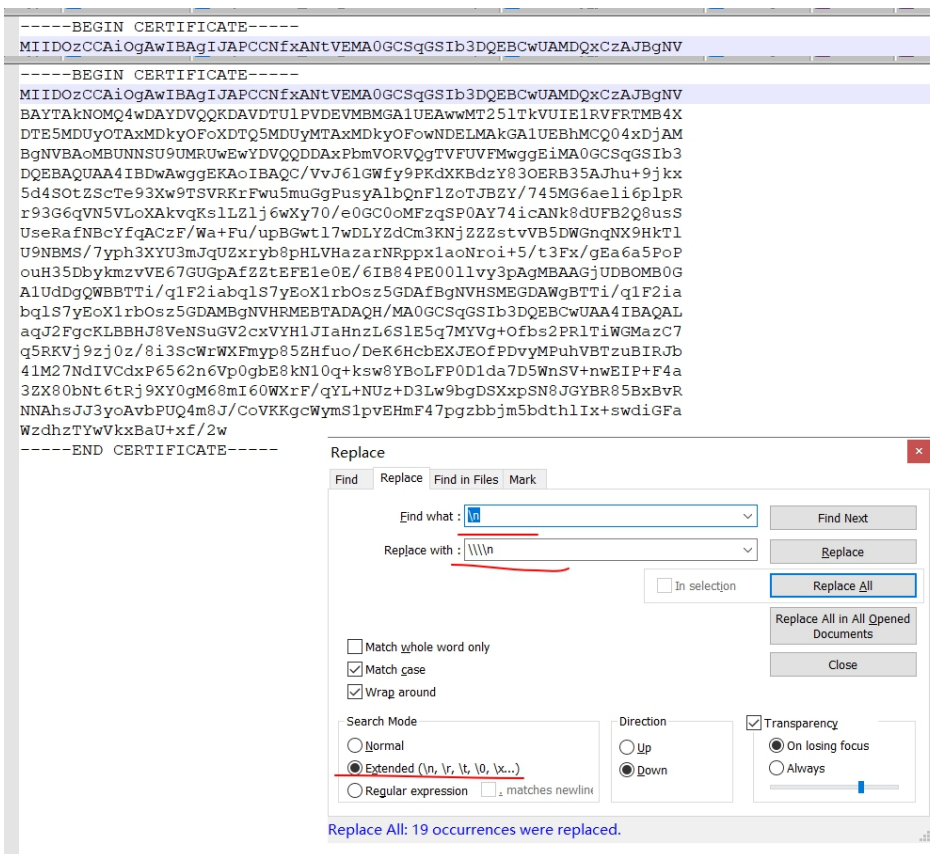 -----BEGIN CERTIFICATE-----
MIIDOzCCAiOgAwIBAgIJAPCCNfxANtVEMA0GCSqGSIb3DQEBCwUAMDQxCzAJBgNV
-----BEGIN CERTIFICATE-----
MIIDOzCCAiOgAwIBAgIJAPCCNfxANtVEMA0GCSqGSIb3DQEBCwUAMDQxCzAJBgNV
BAYTAkNOMQ4wDAYDVQQKDAVDTUlPVDEVMBMGA1UEAwwMT25lTkVUIE1RVFRTMB4X
DTE5MDUyOTAxMDkyOFoXDTQ5MDUyMTAxMDkyOFowNDELMAkGA1UEBhMCQ04xDjAM
BgNVBAoMBUNNSU9UMRUwEwYDVQQDDAxPbmVORVQgTVFUVFMwggEiMA0GCSqGSIb3
DQEBAQUAA4IBDwAwggEKAoIBAQC/VvJ6lGWfy9PKdXKBdzY83OERB35AJhu+9jkx
5d4SOtZScTe93Xw9TSVRKrFwu5muGgPusyAlbQnFlZoTJBZY/745MG6aeli6plpR
r93G6qVN5VLoXAkvqKslLZlj6wXy70/e0GC0oMFzqSP0AY74icANk8dUFB2Q8usS
UseRafNBcYfqACzF/Wa+Fu/upBGwtl7wDLYZdCm3KNjZZZstvVB5DWGnqNX9HkTl
U9NBMS/7yph3XYU3mJqUZxryb8pHLVHazarNRppx1aoNroi+5/t3Fx/gEa6a5PoP
ouH35DbykmzvVE67GUGpAfZZtEFE1e0E/6IB84PE00llvy3pAgMBAAGjUDBOMB0G
A1UdDgQWBBTTi/q1F2iabqlS7yEoX1rbOsz5GDAfBgNVHSMEGDAWgBTTi/q1F2ia
bqlS7yEoX1rbOsz5GDAMBgNVHRMEBTADAQH/MA0GCSqGSIb3DQEBCwUAA4IBAQAL
aqJ2FgcKLBBHJ8VeNSuGV2cxVYH1JIaHnzL6SlE5q7MYVg+Ofbs2PRlTiWGMazC7
q5RKVj9zj0z/8i3ScWrWXFmyp85ZHfuo/DeK6HcbEXJEOfPDvyMPuhVBTzuBIRJb
41M27NdIVCdxP6562n6Vp0gbE8kN10q+ksw8YBoLFP0D1da7D5WnSV+nwEIP+F4a
3ZX80bNt6tRj9XY0gM68mI60WXrF/qYL+NUz+D3Lw9bgDSXxpSN8JGYBR85BxBvR
NNAhsJJ3yoAvbPUQ4m8J/CoVKKgcWymS1pvEHmF47pgzbbjm5bdthlIx+swdiGFa
WzdhzTYwVkxBaU+xf/2w
-----END CERTIFICATE-----
Replace
Find Replace Find in Files Mark
Find what : \n
Find Next
Replace with : \\\\n
Replace
In selection
Replace All
Replace All in All Opened Documents
Match whole word only
Close
Match case
Wrap around
Search Mode
Direction
Transparency
Normal
Up
On losing focus
Extended (\n, \r, \t, \0, \x...)
Down
Always
Regular expression
. matches newline
Replace All: 19 occurrences were replaced.